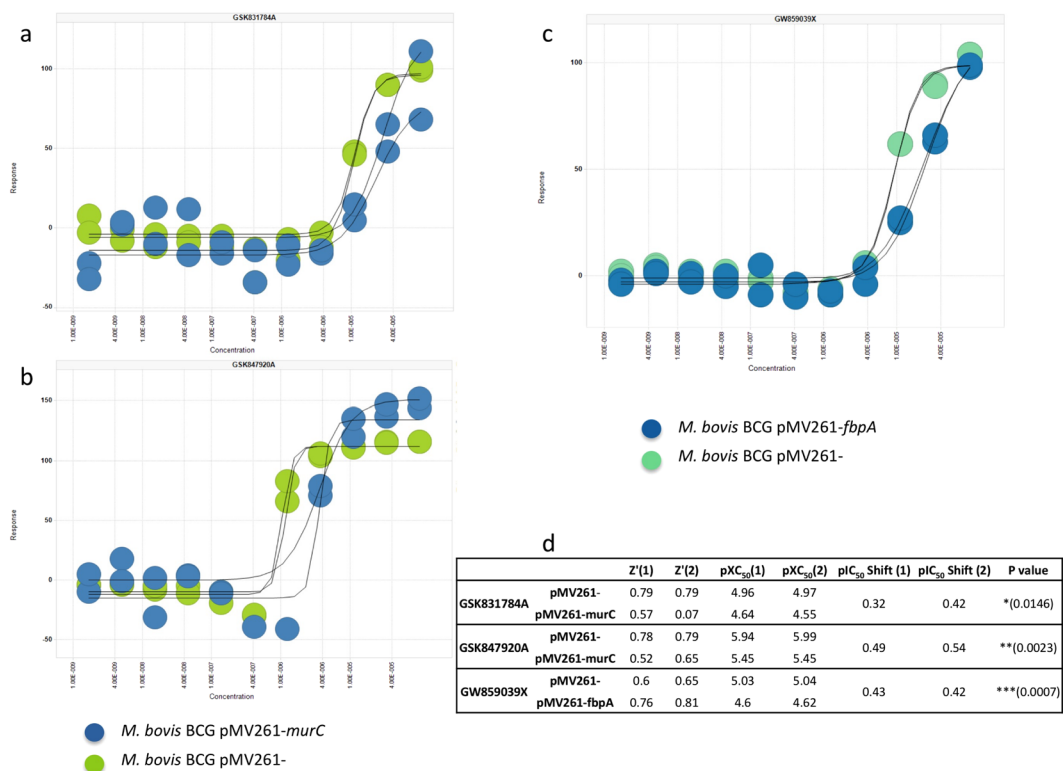 a
GSK831784A
100
50
0
-50
Response
1.00E-009
4.00E-009
1.00E-008
4.00E-008
1.00E-007
4.00E-007
1.00E-006
4.00E-006
1.00E-005
4.00E-005
Concentration
b
GSK847920A
150
100
50
0
-50
Response
1.00E-009
4.00E-009
1.00E-008
4.00E-008
1.00E-007
4.00E-007
1.00E-006
4.00E-006
1.00E-005
4.00E-005
Concentration
M. bovis BCG pMV261-murC
M. bovis BCG pMV261-
c
GW859039X
100
50
0
Response
1.00E-009
4.00E-009
1.00E-008
4.00E-008
1.00E-007
4.00E-007
1.00E-006
4.00E-006
1.00E-005
4.00E-005
Concentration
M. bovis BCG pMV261-fbpA
M. bovis BCG pMV261-
d
Z'(1) Z'(2) pXC50(1) pXC50(2) pIC50 Shift (1) pIC50 Shift (2) P value
GSK831784A pMV261- 0.79 0.79 4.96 4.97 0.32 0.42 *(0.0146)
pMV261-murC 0.57 0.07 4.64 4.55
GSK847920A pMV261- 0.78 0.79 5.94 5.99 0.49 0.54 **(0.0023)
pMV261-murC 0.52 0.65 5.45 5.45
GW859039X pMV261- 0.6 0.65 5.03 5.04 0.43 0.42 ***(0.0007)
pMV261-fbpA 0.76 0.81 4.6 4.62